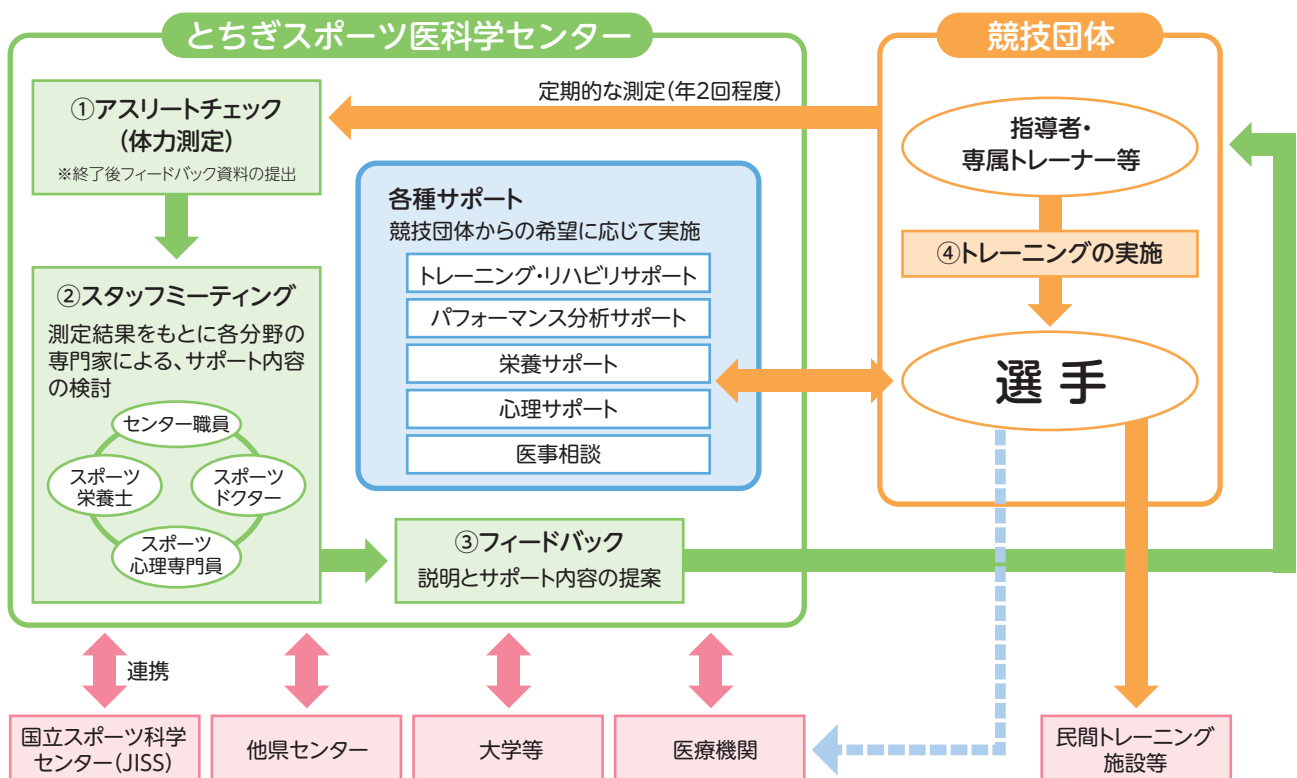 とちぎスポーツ医科学センター
競技団体
①アスリートチェック
(体力測定)
※終了後フィードバック資料の提出
定期的な測定(年2回程度)
指導者・
専属トレーナー等
各種サポート
競技団体からの希望に応じて実施
トレーニング・リハビリサポート
パフォーマンス分析サポート
栄養サポート
心理サポート
医事相談
④トレーニングの実施
選手
②スタッフミーティング
測定結果をもとに各分野の
専門家による、サポート内容
の検討
センター職員
スポーツ
栄養士
スポーツ
ドクター
スポーツ
心理専門員
③フィードバック
説明とサポート内容の提案
連携
国立スポーツ科学
センター(JISS)
他県センター
大学等
医療機関
民間トレーニング
施設等